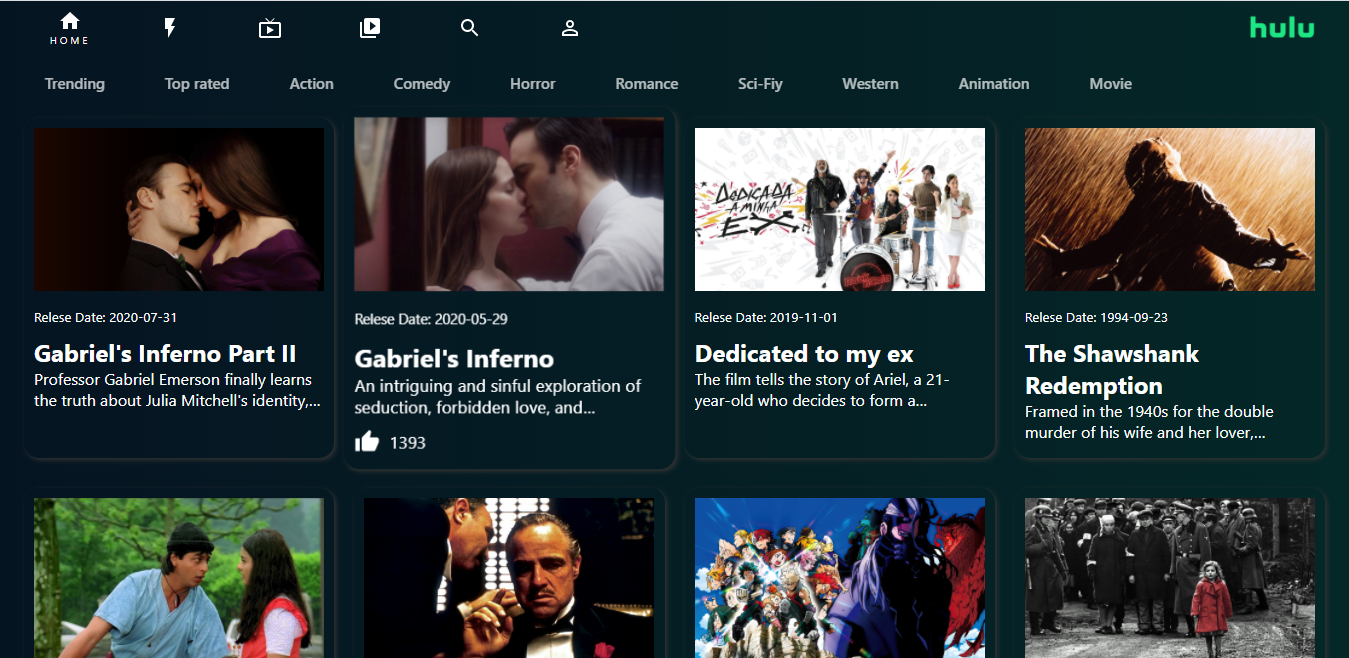 HOME
hulu
Trending Top rated Action Comedy Horror Romance Sci-Fiy Western Animation Movie
DEDICADA
A MINHA
EX
Relese Date: 2020-07-31
Gabriel's Inferno Part II
Professor Gabriel Emerson finally learns
the truth about Julia Mitchell's identity,...
Relese Date: 2020-05-29
Gabriel's Inferno
An intriguing and sinful exploration of
seduction, forbidden love, and...
1393
Relese Date: 2019-11-01
Dedicated to my ex
The film tells the story of Ariel, a 21-
year-old who decides to form a...
Relese Date: 1994-09-23
The Shawshank
Redemption
Framed in the 1940s for the double
murder of his wife and her lover,...